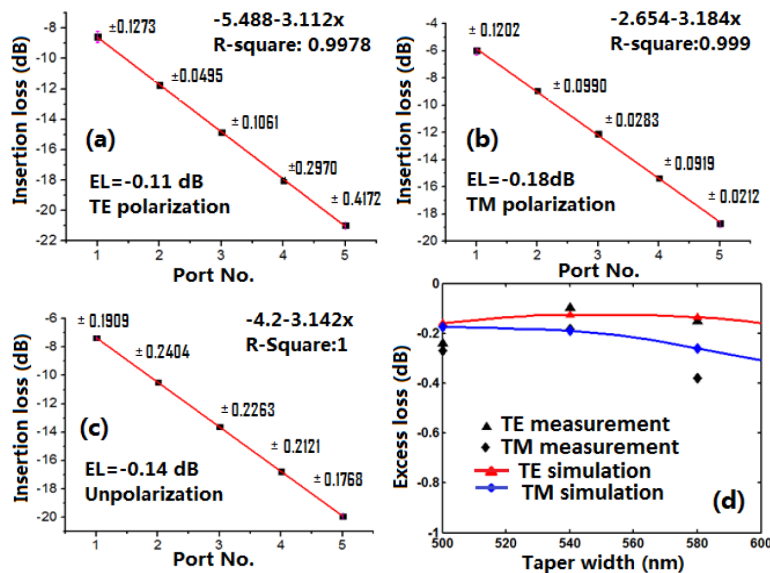 -5.488-3.112x
R-square: 0.9978
±0.1273
±0.0495
±0.1061
±0.2970
±0.4172
(a)
EL=-0.11 dB
TE polarization
Insertion loss (dB)
-8
-10
-12
-14
-16
-18
-20
-22
1 2 3 4 5
Port No.
-2.654-3.184x
R-square:0.999
± 0.1202
± 0.0990
± 0.0283
± 0.0919
± 0.0212
(b)
EL=-0.18dB
TM polarization
Insertion loss (dB)
-4
-6
-8
-10
-12
-14
-16
-18
-20
1 2 3 4 5
Port No.
-4.2-3.142x
R-Square:1
± 0.1909
± 0.2404
± 0.2263
± 0.2121
± 0.1768
(c)
EL=-0.14 dB
Unpolarization
Insertion loss (dB)
-6
-8
-10
-12
-14
-16
-18
-20
1 2 3 4 5
Port No.
Excess loss (dB)
0
-0.2
-0.4
-0.6
-0.8
-1
TE measurement
TM measurement
TE simulation
TM simulation
(d)
500 520 540 560 580 600
Taper width (nm)